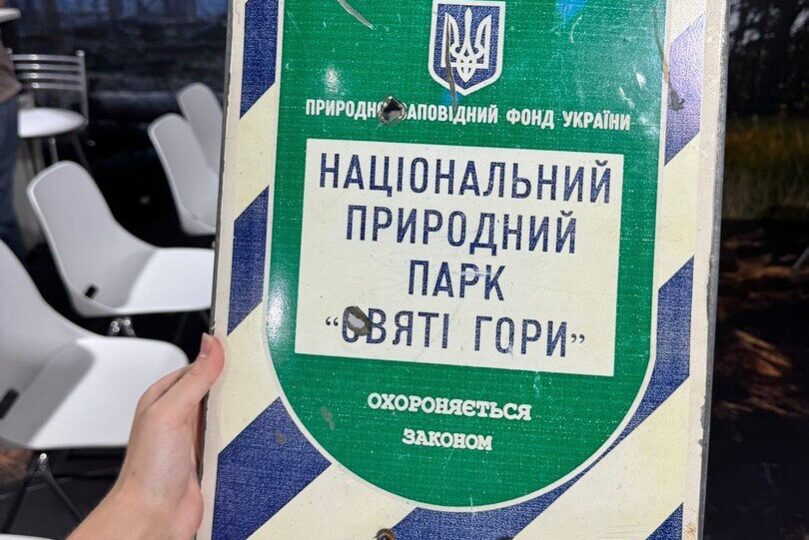 ПРИРОДНО-ЗАПОВІДНИЙ ФОНД УКРАЇНИ
НАЦІОНАЛЬНИЙ
ПРИРОДНИЙ
ПАРК
“СВЯТІ ГОРИ”
ОХОРОНЯЄТЬСЯ
ЗАКОНОМ